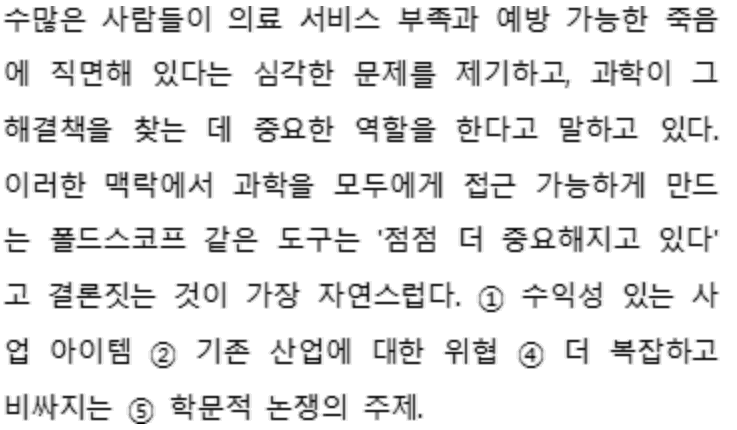 수많은 사람들이 의료 서비스 부족과 예방 가능한 죽음
에 직면해 있다는 심각한 문제를 제기하고, 과학이 그
해결책을 찾는 데 중요한 역할을 한다고 말하고 있다.
이러한 맥락에서 과학을 모두에게 접근 가능하게 만드
는 폴드스코프 같은 도구는 '점점 더 중요해지고 있다'
고 결론짓는 것이 가장 자연스럽다. ① 수익성 있는 사
업 아이템 ② 기존 산업에 대한 위협 ④ 더 복잡하고
비싸지는 ⑤ 학문적 논쟁의 주제.